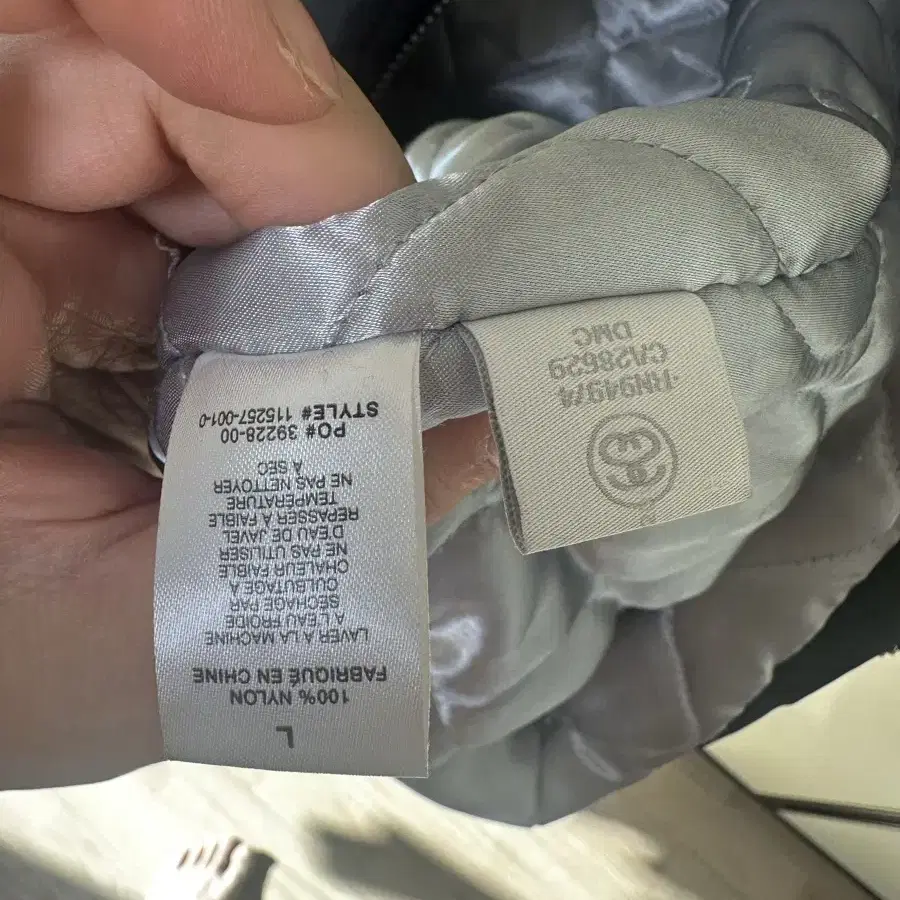 L
100% NYLON
FABRIQUÉ EN CHINE
LAVER A LA MACHINE
A L'EAU FROIDE
SÉCHAGE PAR
CULBUTAGE A
CHALEUR FAIBLE
NE PAS UTILISER
D'EAU DE JAVEL
REPASSER A FAIBLE
TEMPERATURE
NE PAS NETTOYER
A SEC
PO# 39228-00
STYLE# 115257-001-0
RN94974
CA28629
DMC